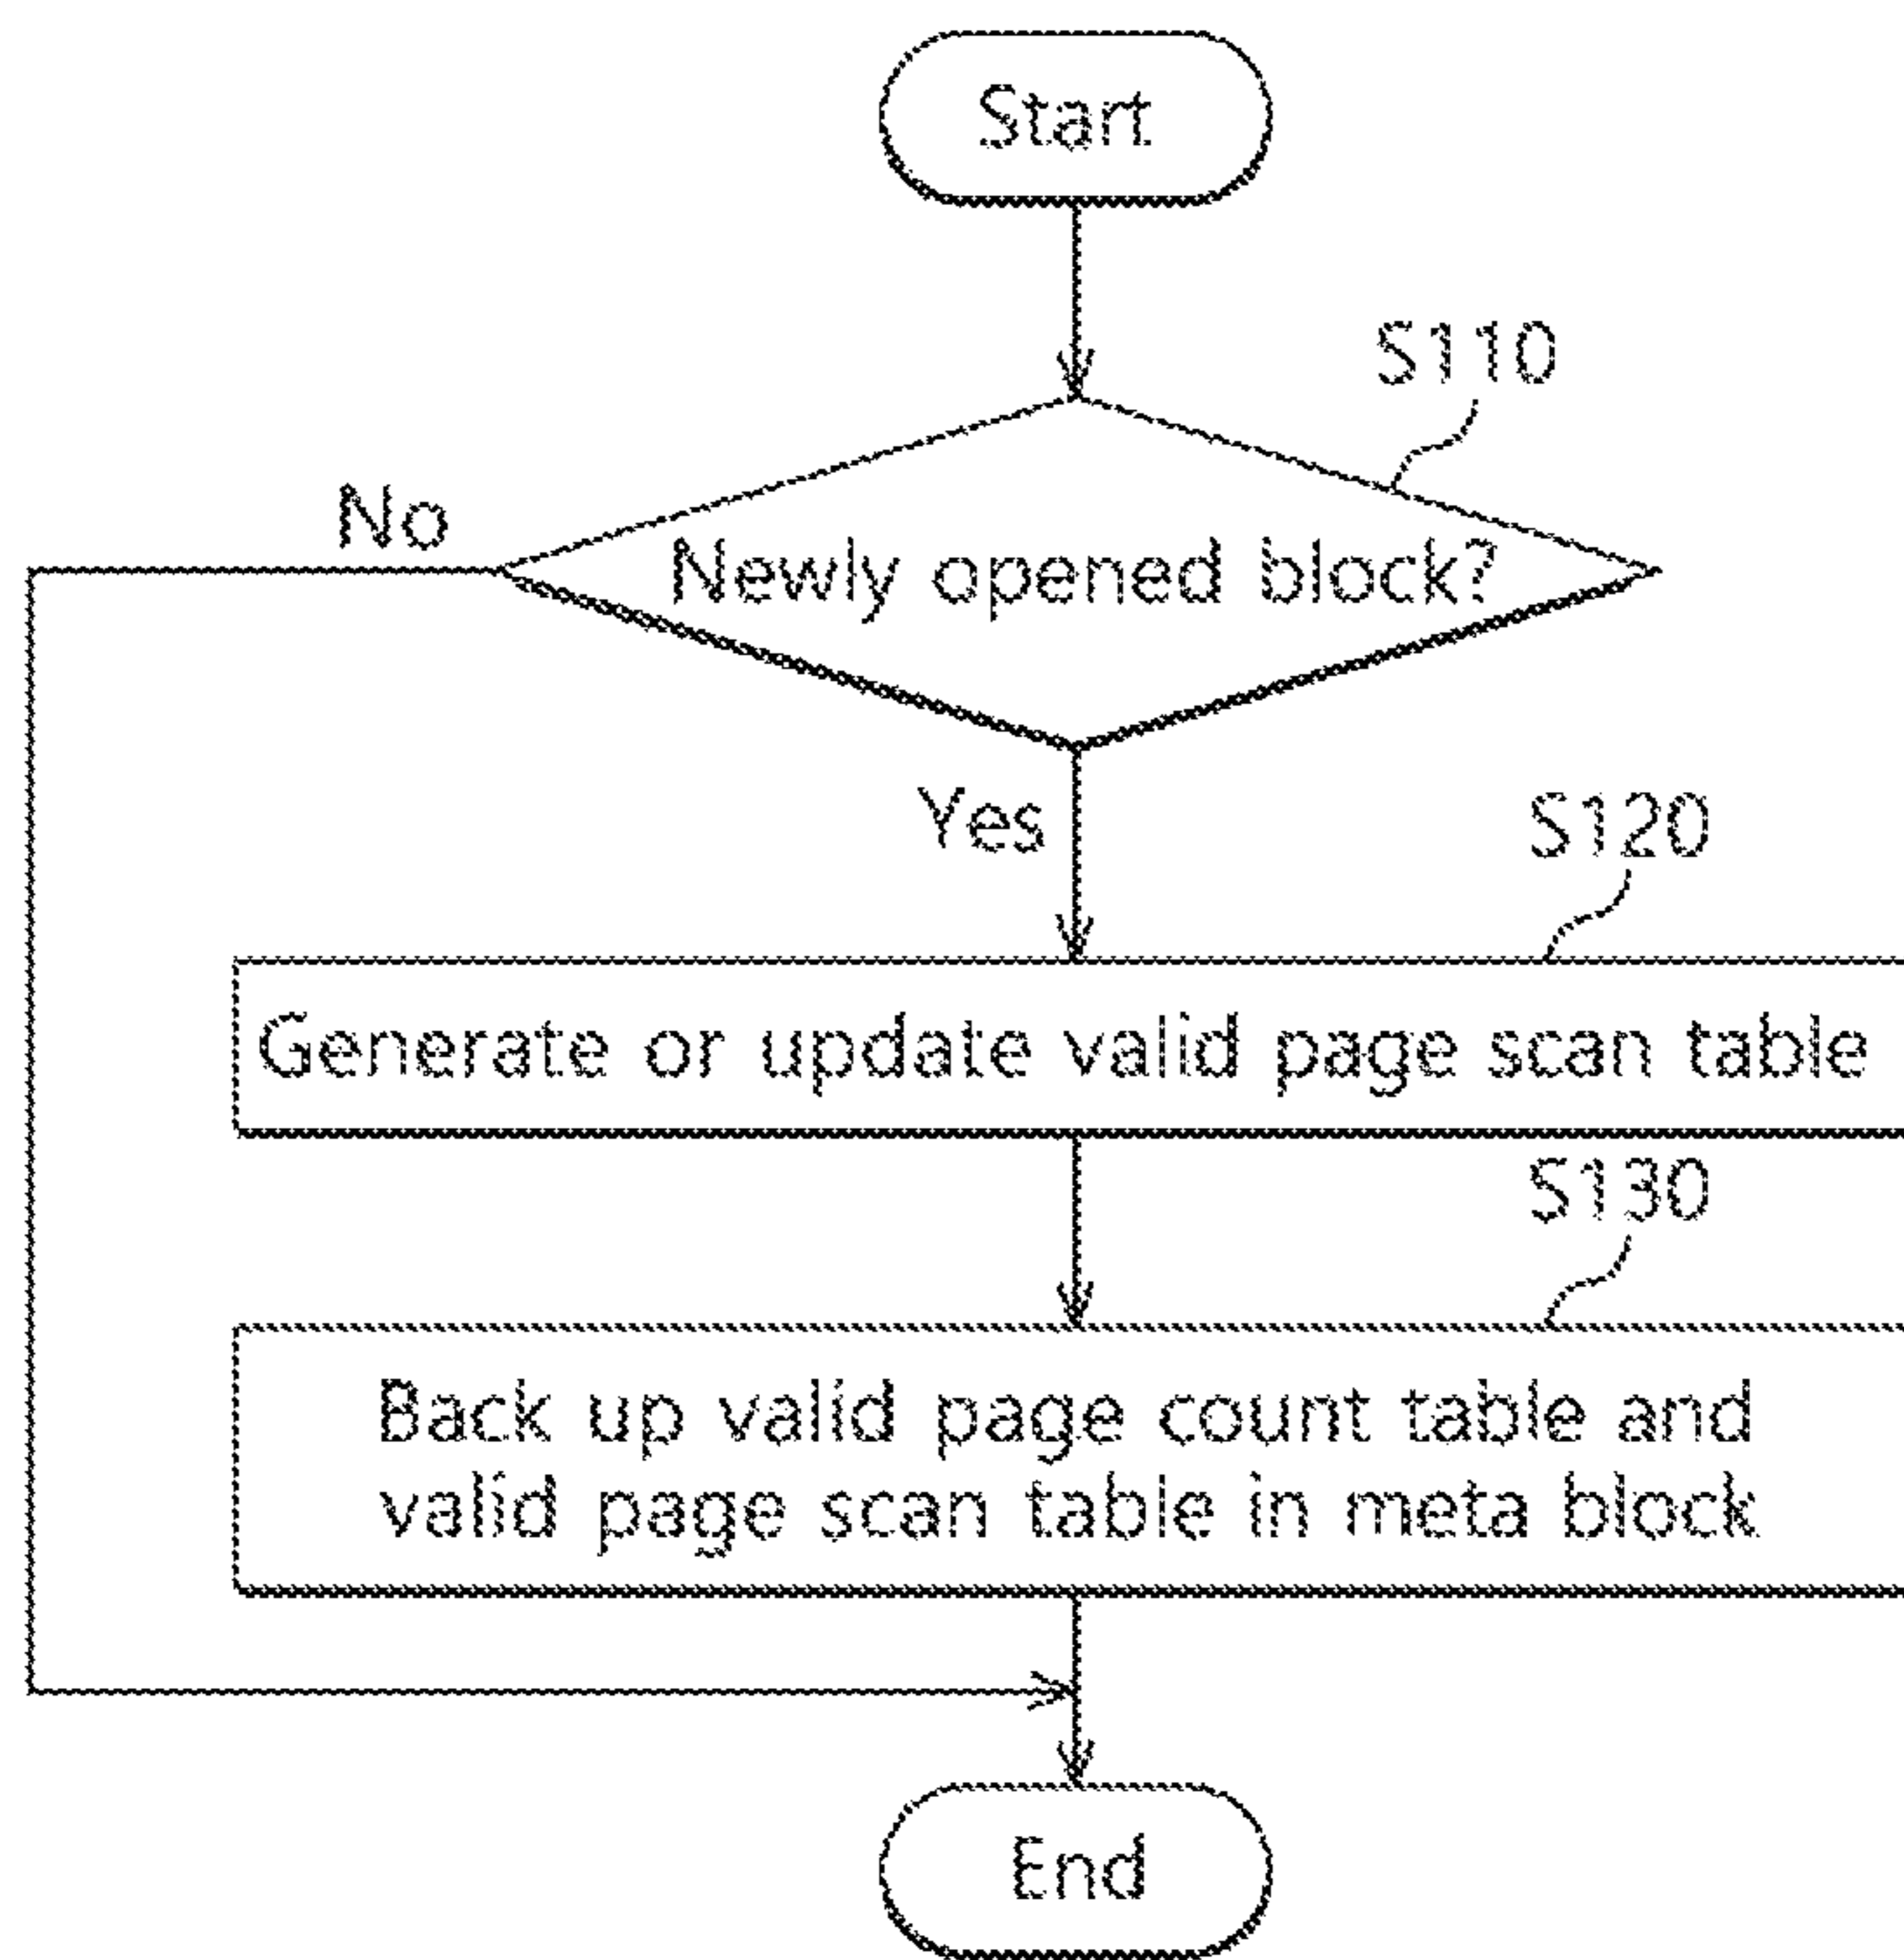 Start
S110
No
Newly opened block?
Yes
S120
Generate or update valid page scan table
S130
Back up valid page count table and
valid page scan table in meta block
End